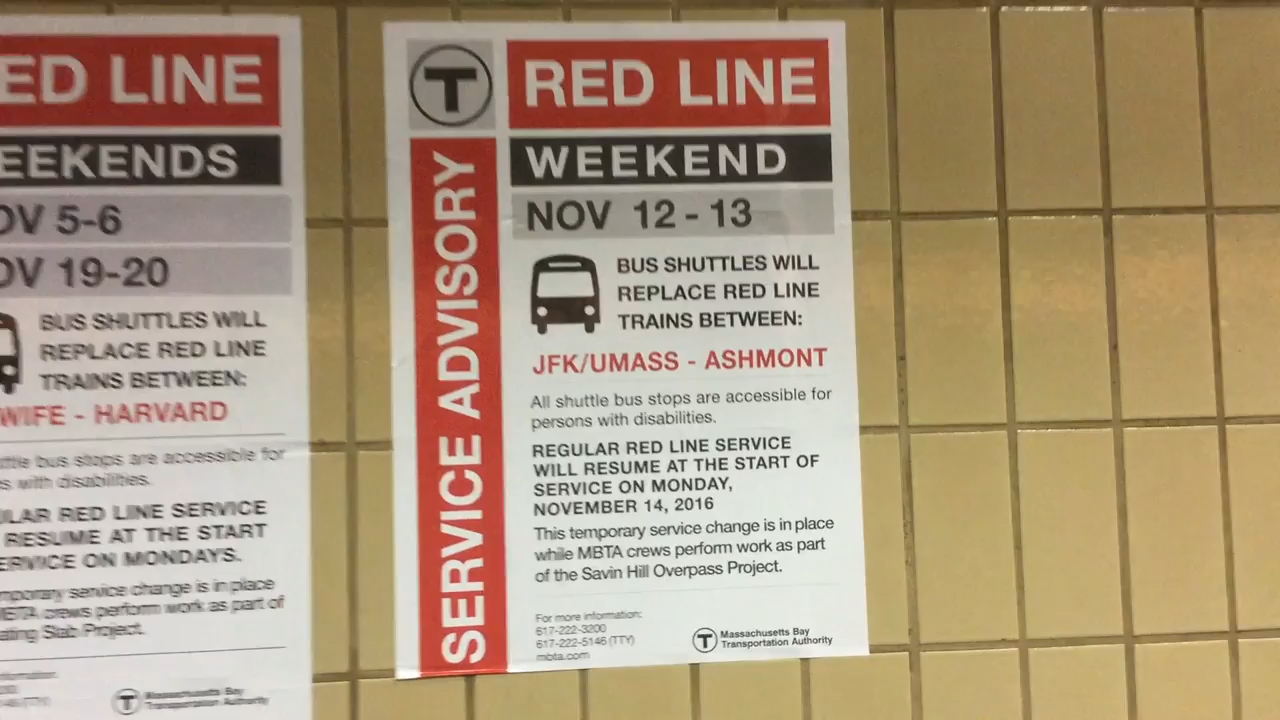 ED LINE
EEKENDS
OV 5-6
OV 19-20
BUS SHUTTLES WILL
REPLACE RED LINE
TRAINS BETWEEN:
WIFE - HARVARD
ttle bus stops are accessible for
s with disabilities.
LAR RED LINE SERVICE
RESUME AT THE START
ERVICE ON MONDAYS.
mporary service change is in place
MBTA crews perform work as part of
ating Slab Project.
T
Massachusetts Bay
Transportation Authority
T
RED LINE
SERVICE ADVISORY
WEEKEND
NOV 12 - 13
BUS SHUTTLES WILL
REPLACE RED LINE
TRAINS BETWEEN:
JFK/UMASS - ASHMONT
All shuttle bus stops are accessible for
persons with disabilities.
REGULAR RED LINE SERVICE
WILL RESUME AT THE START OF
SERVICE ON MONDAY,
NOVEMBER 14, 2016
This temporary service change is in place
while MBTA crews perform work as part
of the Savin Hill Overpass Project.
For more information:
617-222-3200
617-222-5146 (TTY)
mbta.com
T
Massachusetts Bay
Transportation Authority